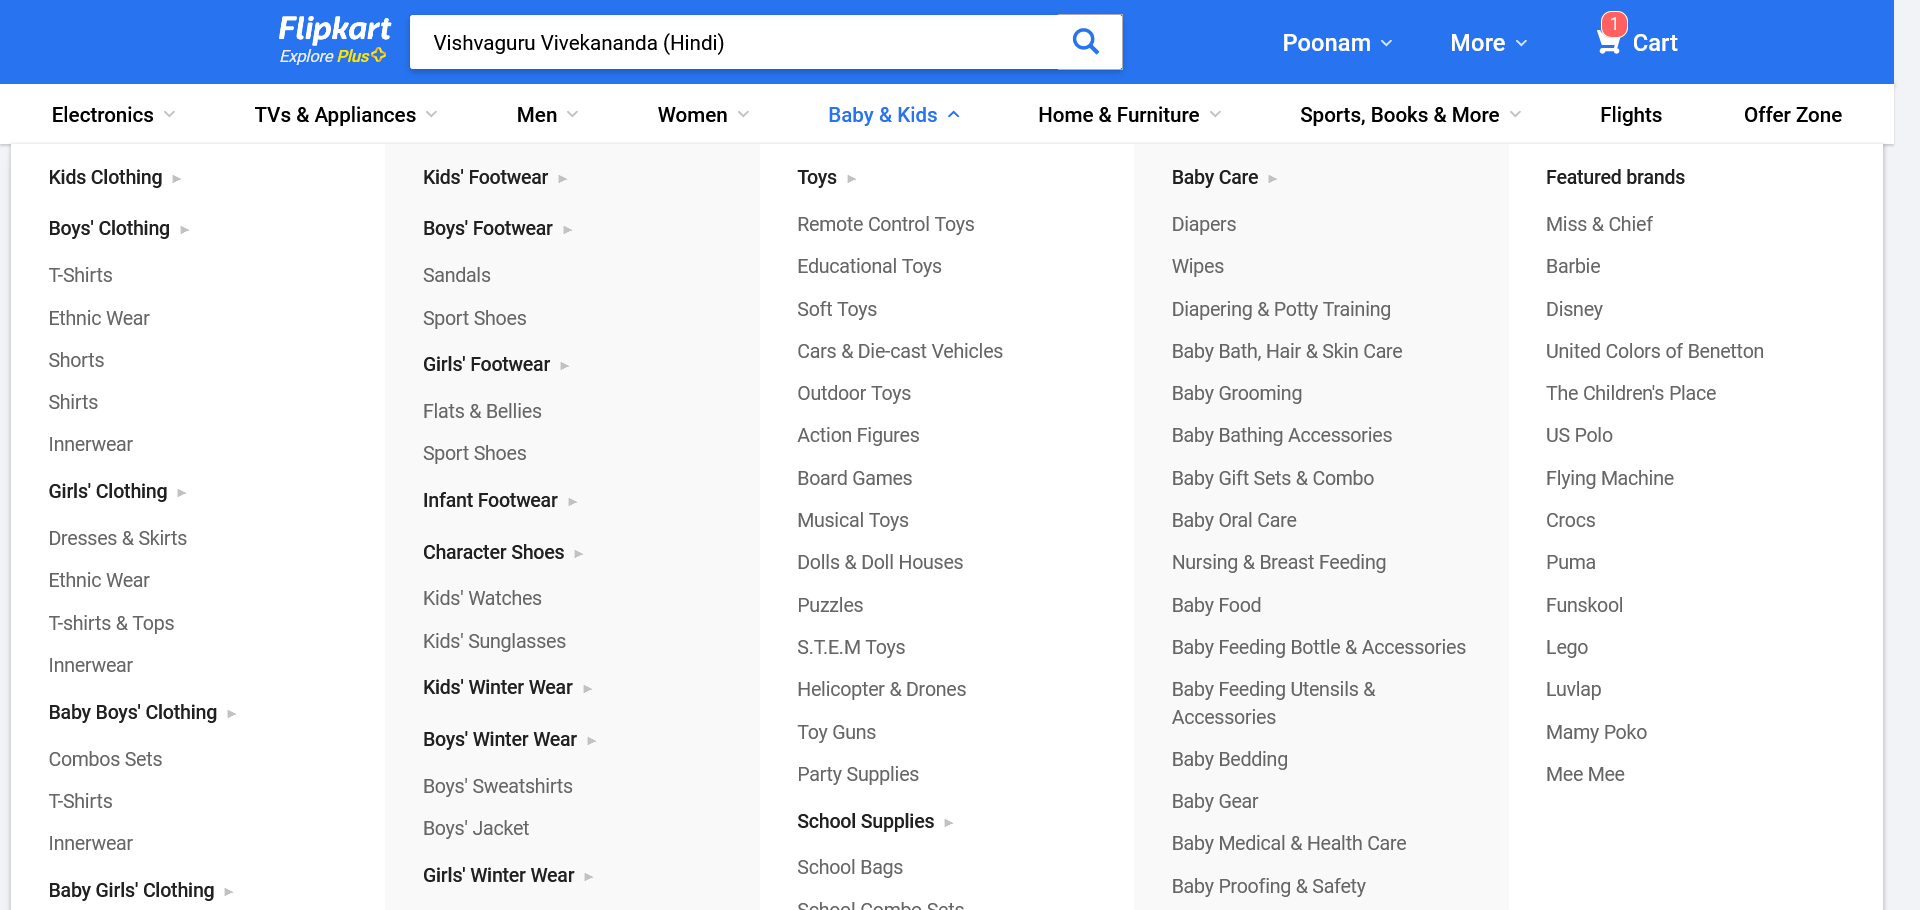 Flipkart
Explore Plus
Vishvaguru Vivekananda (Hindi)
Poonam
More
1
Cart
Electronics
TVs & Appliances
Men
Women
Baby & Kids
Home & Furniture
Sports, Books & More
Flights
Offer Zone
Kids Clothing
Boys' Clothing
T-Shirts
Ethnic Wear
Shorts
Shirts
Innerwear
Girls' Clothing
Dresses & Skirts
Ethnic Wear
T-shirts & Tops
Innerwear
Baby Boys' Clothing
Combos Sets
T-Shirts
Innerwear
Baby Girls' Clothing
Kids' Footwear
Boys' Footwear
Sandals
Sport Shoes
Girls' Footwear
Flats & Bellies
Sport Shoes
Infant Footwear
Character Shoes
Kids' Watches
Kids' Sunglasses
Kids' Winter Wear
Boys' Winter Wear
Boys' Sweatshirts
Boys' Jacket
Girls' Winter Wear
Toys
Remote Control Toys
Educational Toys
Soft Toys
Cars & Die-cast Vehicles
Outdoor Toys
Action Figures
Board Games
Musical Toys
Dolls & Doll Houses
Puzzles
S.T.E.M Toys
Helicopter & Drones
Toy Guns
Party Supplies
School Supplies
School Bags
School Combo Sets
Baby Care
Diapers
Wipes
Diapering & Potty Training
Baby Bath, Hair & Skin Care
Baby Grooming
Baby Bathing Accessories
Baby Gift Sets & Combo
Baby Oral Care
Nursing & Breast Feeding
Baby Food
Baby Feeding Bottle & Accessories
Baby Feeding Utensils &
Accessories
Baby Bedding
Baby Gear
Baby Medical & Health Care
Baby Proofing & Safety
Featured brands
Miss & Chief
Barbie
Disney
United Colors of Benetton
The Children's Place
US Polo
Flying Machine
Crocs
Puma
Funskool
Lego
Luvlap
Mamy Poko
Mee Mee